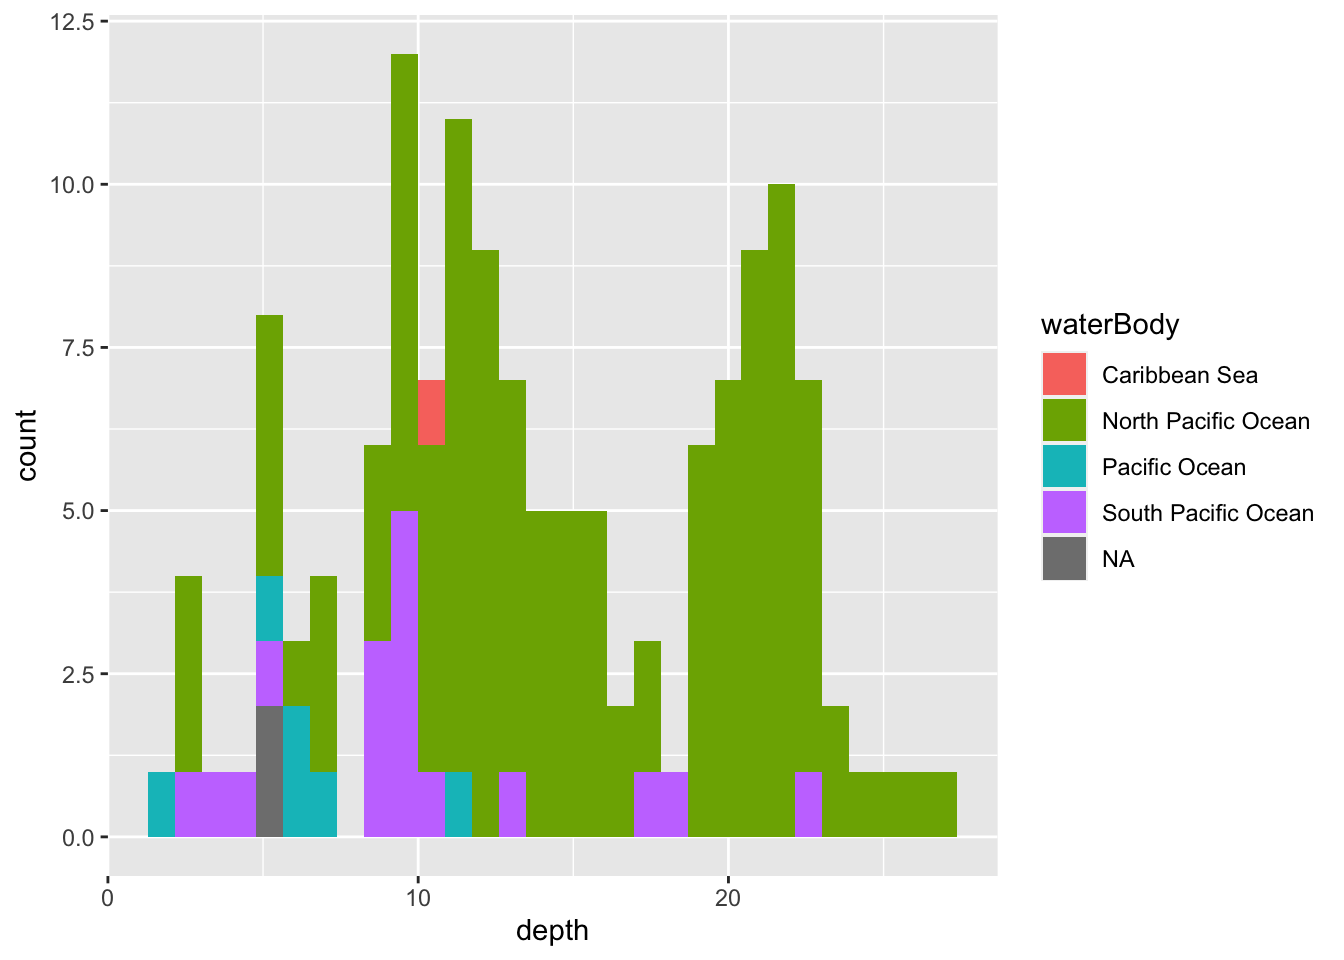 12.5
10.0
7.5
5.0
2.5
0.0
count
0 10 20
depth
waterBody
Caribbean Sea
North Pacific Ocean
Pacific Ocean
South Pacific Ocean
NA